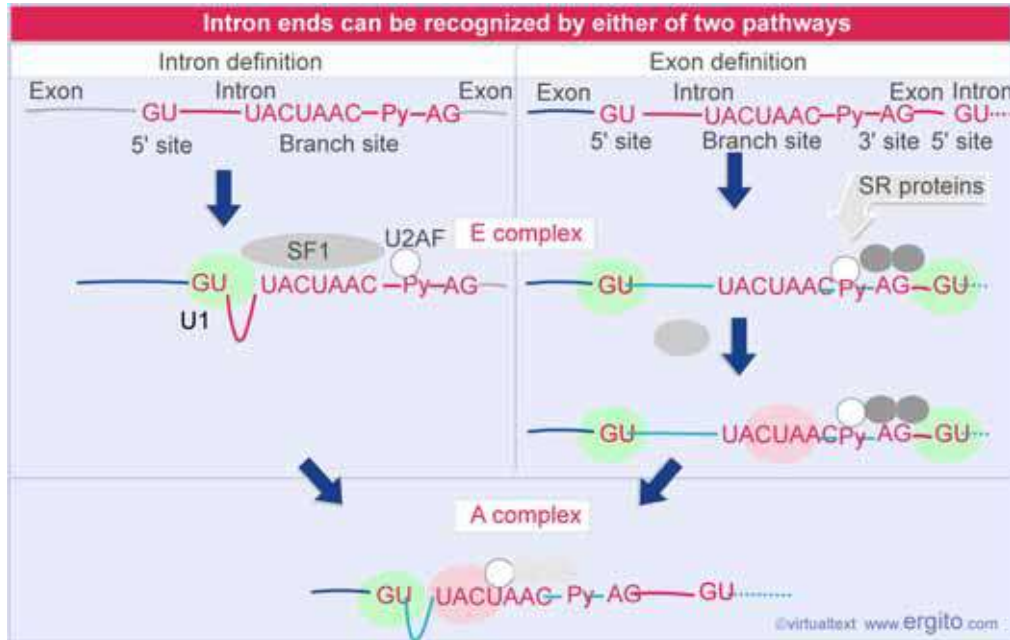 Intron ends can be recognized by either of two pathways
Intron definition
Exon Intron Exon
GU UACUAAC Py AG
5' site Branch site
SF1 U2AF
GU UACUAAC Py AG
U1
E complex
Exon definition
Exon Intron Exon Intron
GU UACUAAC Py AG GU
5' site Branch site 3' site 5' site
SR proteins
GU UACUAAC Py AG GU
GU UACUAAC Py AG GU
A complex
GU UACUAAC Py AG GU
©virtualtext www.ergito.com